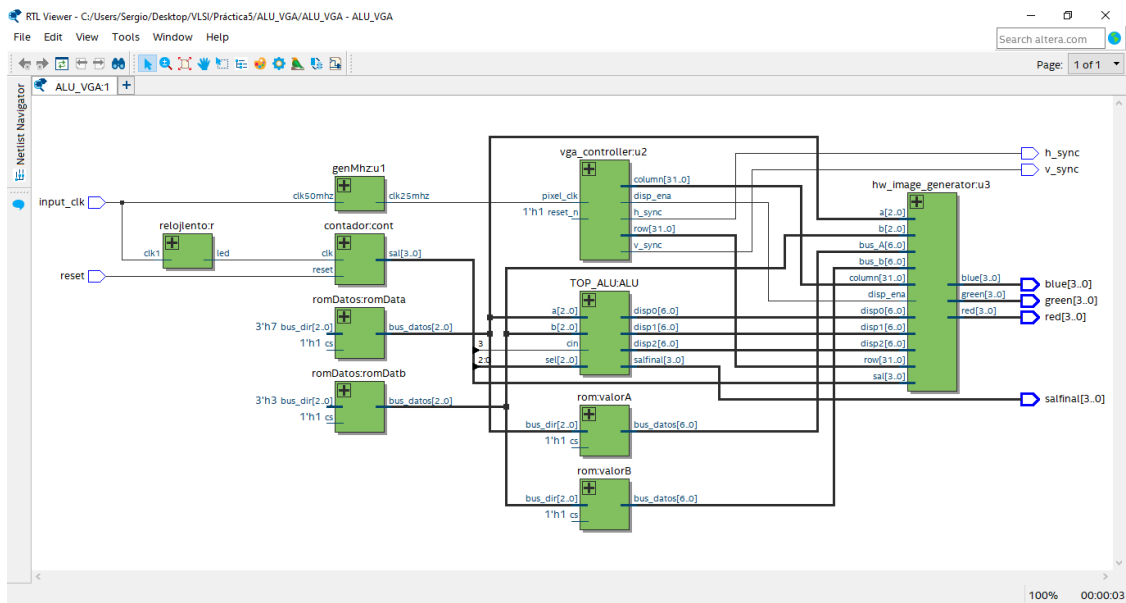 RTL Viewer - C:/Users/Sergio/Desktop/VLSI/Práctica5/ALU_VGA/ALU_VGA - ALU_VGA
File Edit View Tools Window Help
Search altera.com
Page: 1 of 1
ALU_VGA:1
Netlist Navigator
input_clk
reset
genMhz:u1
clk50mhz
clk25mhz
relojlento:r
clk1
led
contador:cont
clk
reset
sal[3..0]
romDatos:romData
3'h7 bus_dir[2..0]
1'h1 cs
bus_datos[2..0]
romDatos:romDatb
3'h3 bus_dir[2..0]
1'h1 cs
bus_datos[2..0]
vga_controller:u2
pixel_clk
1'h1 reset_n
column[31..0]
disp_ena
h_sync
row[31..0]
v_sync
TOP_ALU:ALU
a[2..0]
b[2..0]
3
cin
2:0
sel[2..0]
disp0[6..0]
disp1[6..0]
disp2[6..0]
salfinal[3..0]
rom:valorA
bus_dir[2..0]
1'h1 cs
bus_datos[6..0]
rom:valorB
bus_dir[2..0]
1'h1 cs
bus_datos[6..0]
hw_image_generator:u3
a[2..0]
b[2..0]
bus_A[6..0]
bus_b[6..0]
column[31..0]
disp_ena
disp0[6..0]
disp1[6..0]
disp2[6..0]
row[31..0]
sal[3..0]
blue[3..0]
green[3..0]
red[3..0]
h_sync
v_sync
blue[3..0]
green[3..0]
red[3..0]
salfinal[3..0]
100% 00:00:03